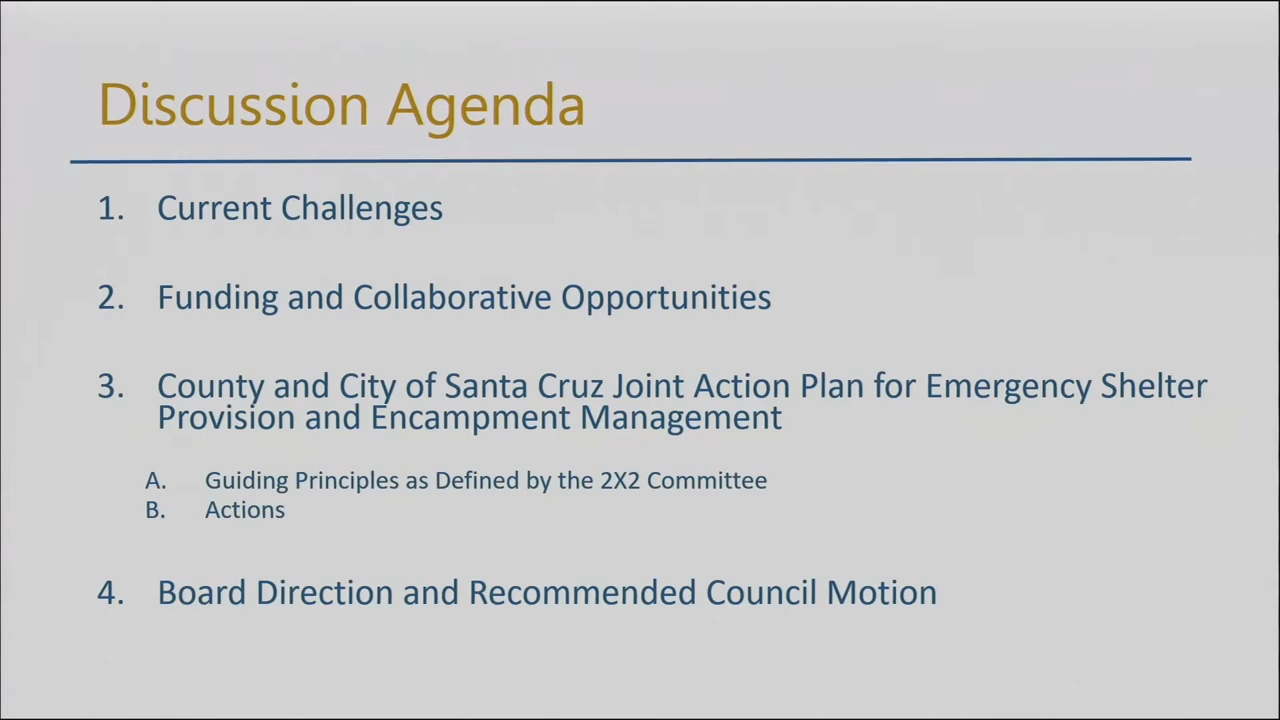 Discussion Agenda
1. Current Challenges
2. Funding and Collaborative Opportunities
3. County and City of Santa Cruz Joint Action Plan for Emergency Shelter
Provision and Encampment Management
A. Guiding Principles as Defined by the 2X2 Committee
B. Actions
4. Board Direction and Recommended Council Motion